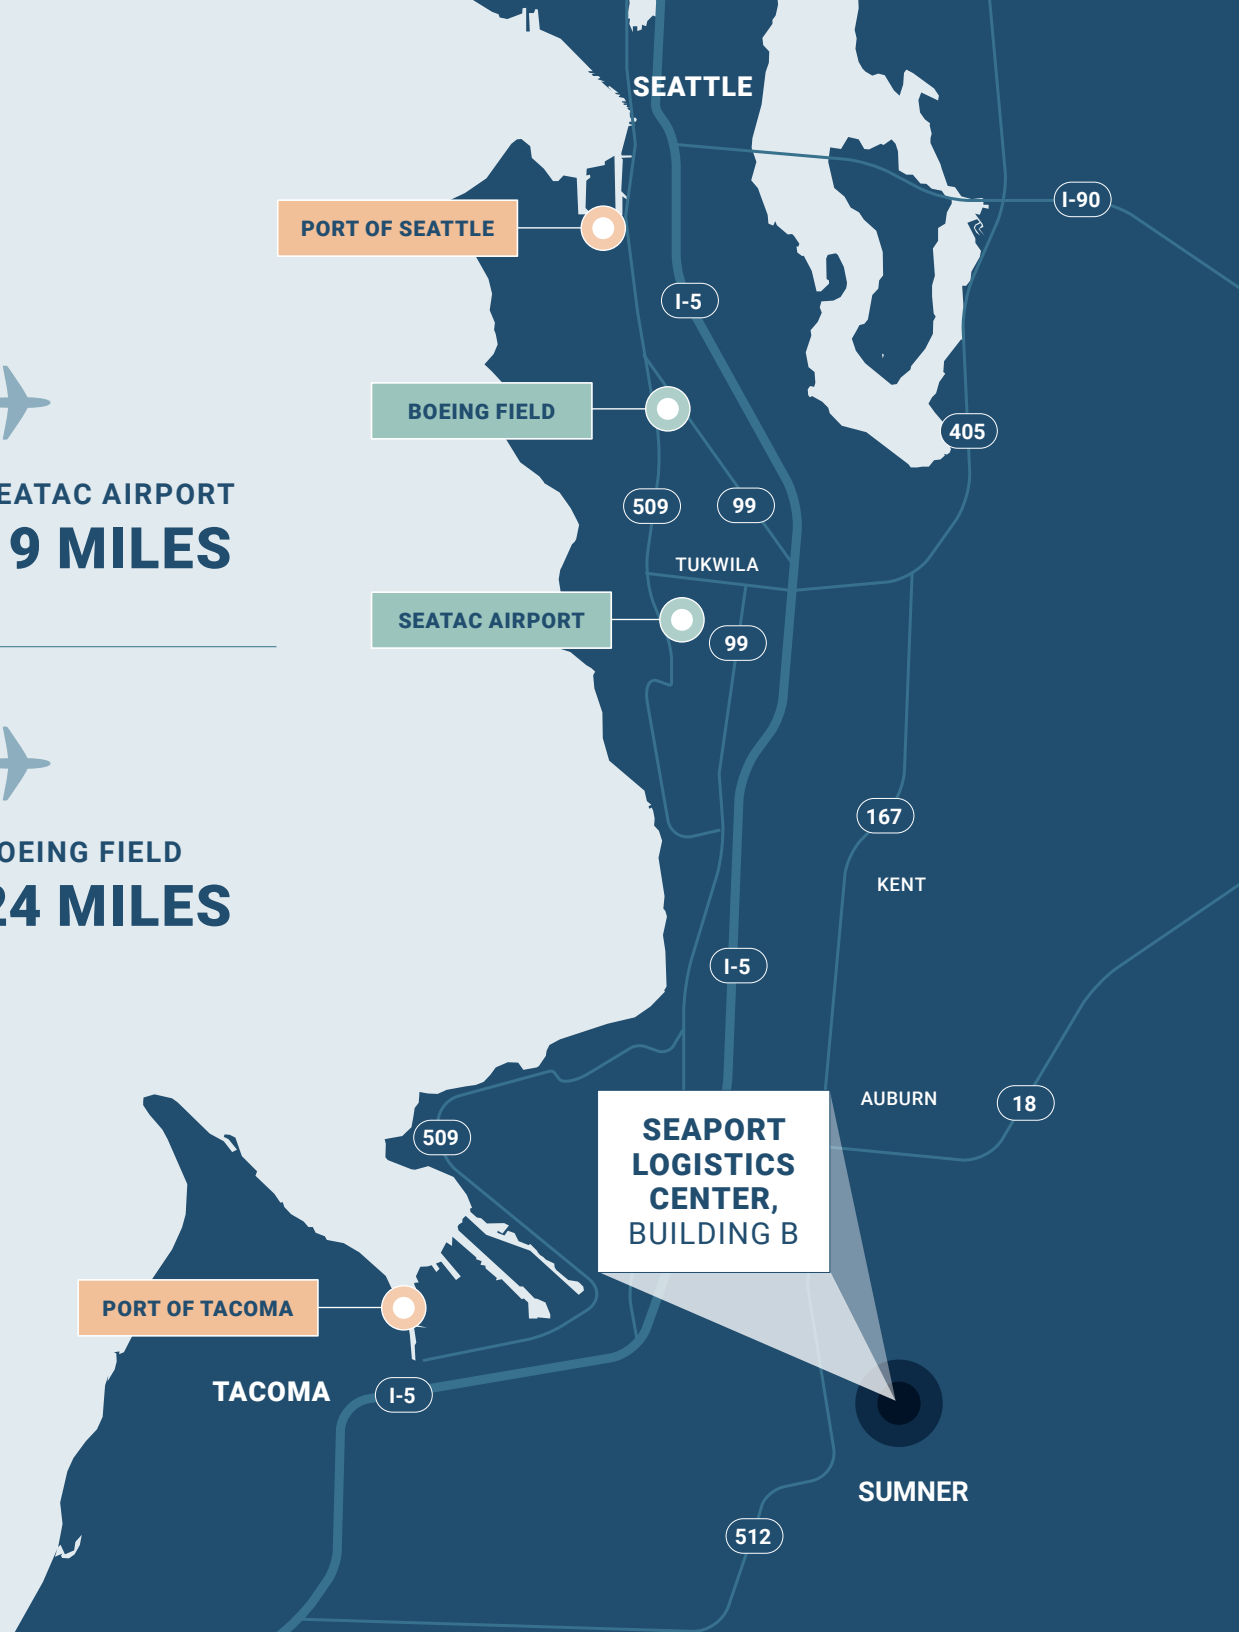 SEATTLE
I-90
PORT OF SEATTLE
I-5
BOEING FIELD
405
EATAC AIRPORT
9 MILES
509
99
TUKWILA
SEATAC AIRPORT
99
167
OEING FIELD
24 MILES
KENT
I-5
AUBURN
18
509
SEAPORT
LOGISTICS
CENTER,
BUILDING B
PORT OF TACOMA
TACOMA
I-5
SUMNER
512